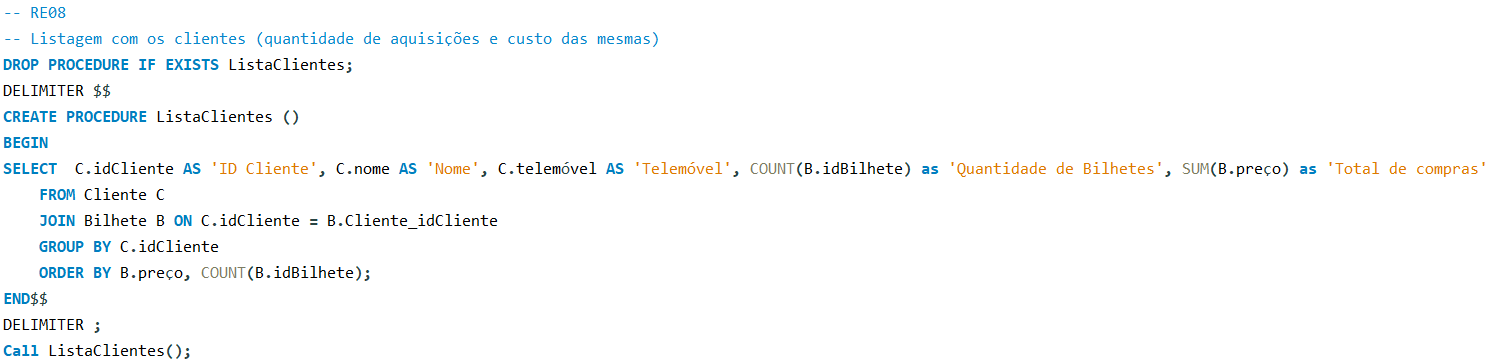 -- RE08
-- Listagem com os clientes (quantidade de aquisições e custo das mesmas)
DROP PROCEDURE IF EXISTS ListaClientes;
DELIMITER $$
CREATE PROCEDURE ListaClientes ()
BEGIN
SELECT  C.idCliente AS 'ID Cliente', C.nome AS 'Nome', C.telemóvel AS 'Telemóvel', COUNT(B.idBilhete) as 'Quantidade de Bilhetes', SUM(B.preço) as 'Total de compras'
    FROM Cliente C
    JOIN Bilhete B ON C.idCliente = B.Cliente_idCliente
    GROUP BY C.idCliente
    ORDER BY B.preço, COUNT(B.idBilhete);
END$$
DELIMITER ;
Call ListaClientes();